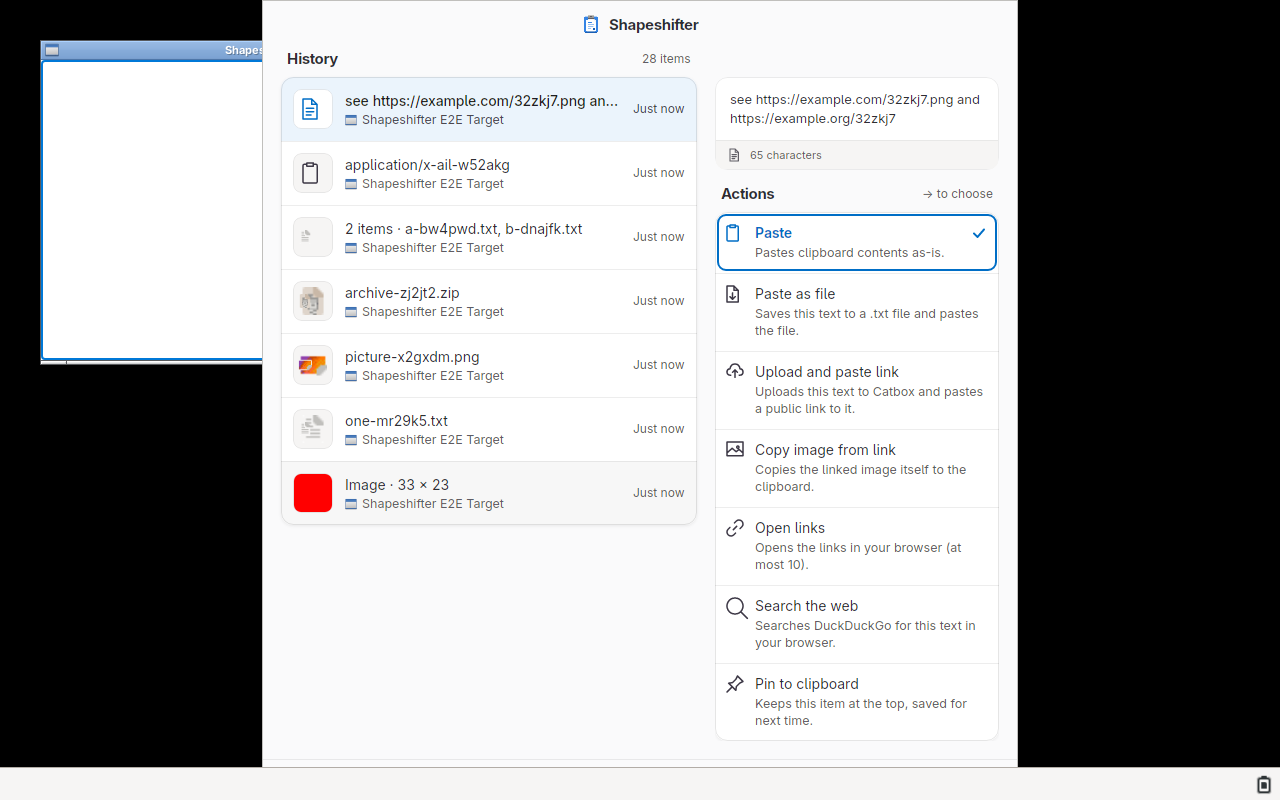 Shapeshifter
Shapes
History
28 items
see https://example.com/32zkj7.png an...
Shapeshifter E2E Target
Just now
application/x-ail-w52akg
Shapeshifter E2E Target
Just now
2 items · a-bw4pwd.txt, b-dnajfk.txt
Shapeshifter E2E Target
Just now
archive-zj2jt2.zip
Shapeshifter E2E Target
Just now
picture-x2gxdm.png
Shapeshifter E2E Target
Just now
one-mr29k5.txt
Shapeshifter E2E Target
Just now
Image · 33 × 23
Shapeshifter E2E Target
Just now
see https://example.com/32zkj7.png and
https://example.org/32zkj7
65 characters
Actions
→ to choose
Paste
Pastes clipboard contents as-is.
Paste as file
Saves this text to a .txt file and pastes
the file.
Upload and paste link
Uploads this text to Catbox and pastes
a public link to it.
Copy image from link
Copies the linked image itself to the
clipboard.
Open links
Opens the links in your browser (at
most 10).
Search the web
Searches DuckDuckGo for this text in
your browser.
Pin to clipboard
Keeps this item at the top, saved for
next time.